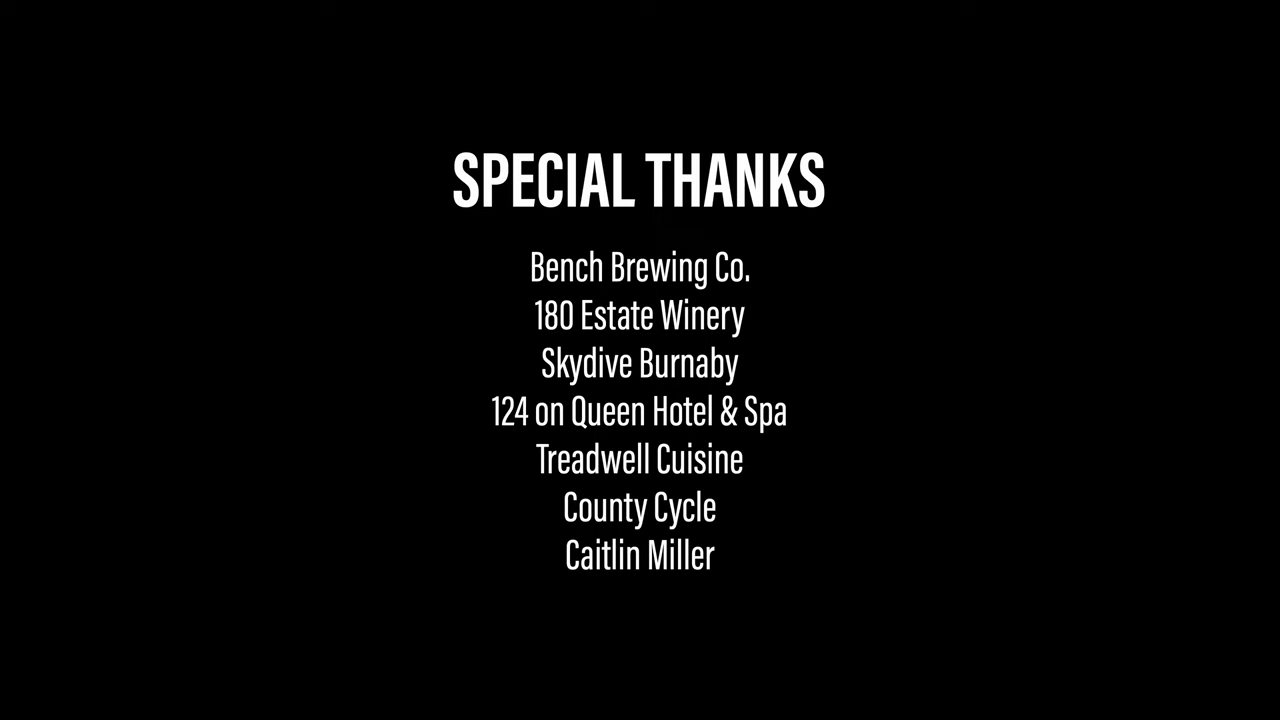 SPECIAL THANKS
Bench Brewing Co.
180 Estate Winery
Skydive Burnaby
124 on Queen Hotel & Spa
Treadwell Cuisine
County Cycle
Caitlin Miller